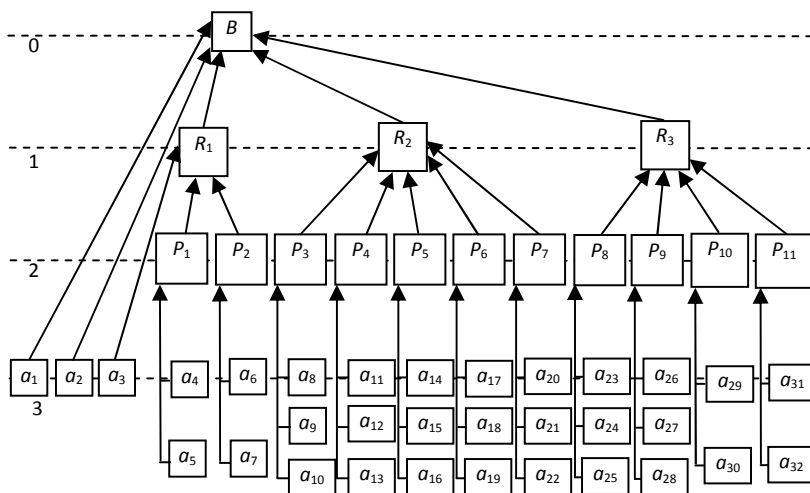 B
0
R1 R2 R3
1
P1 P2 P3 P4 P5 P6 P7 P8 P9 P10 P11
2
a1 a2 a3 a4 a6 a8 a11 a14 a17 a20 a23 a26 a29 a31
3
a9 a12 a15 a18 a21 a24 a27
a5 a7 a10 a13 a16 a19 a22 a25 a28 a30 a32